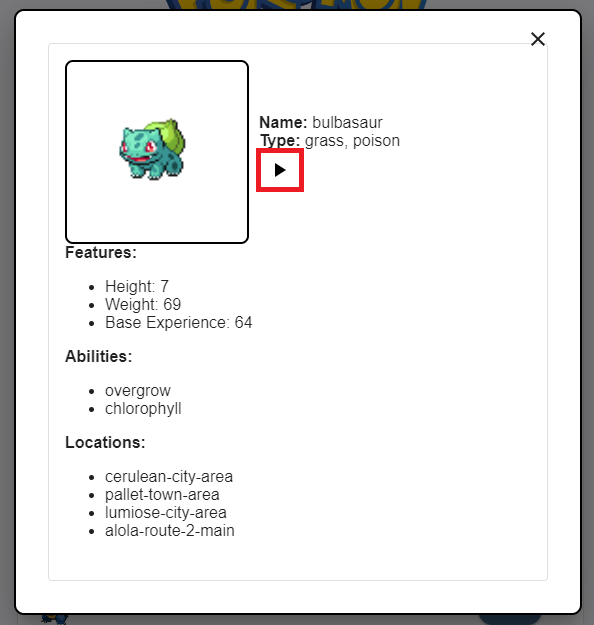 Name: bulbasaur
Type: grass, poison
Features:
Height: 7
Weight: 69
Base Experience: 64
Abilities:
overgrow
chlorophyll
Locations:
cerulean-city-area
pallet-town-area
lumiose-city-area
alola-route-2-main